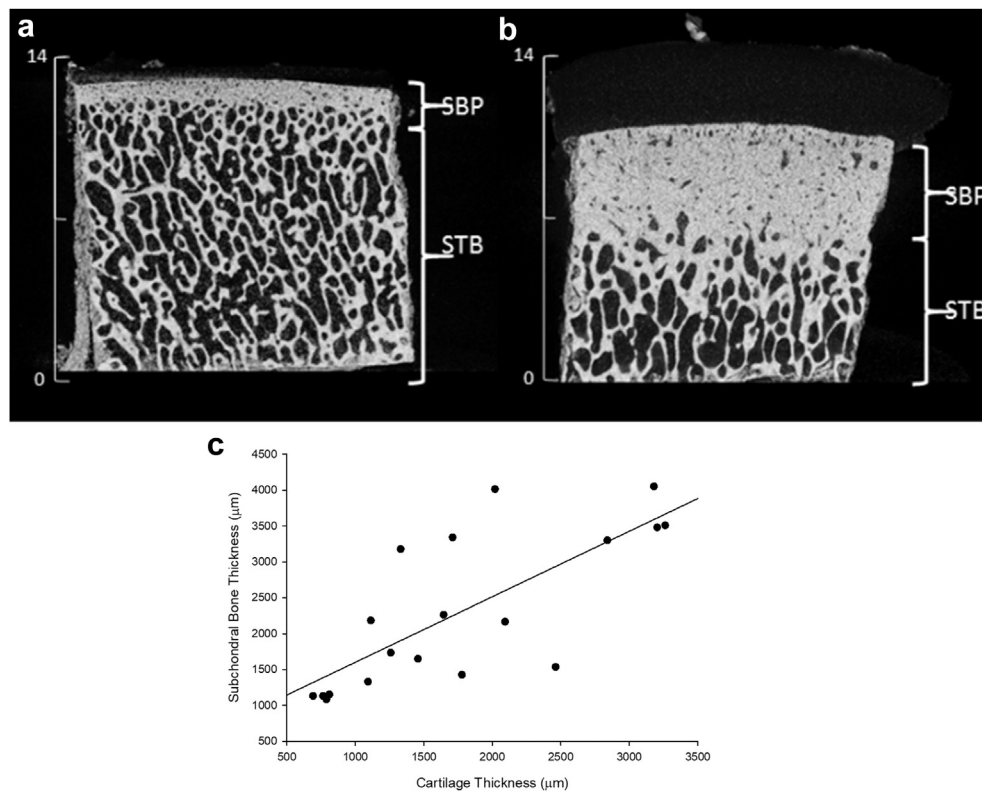 a
14
SBP
STB
0
b
14
SBP
STB
0
c
4500
4000
3500
3000
2500
2000
1500
1000
500
Subchondral Bone Thickness (μm)
500 1000 1500 2000 2500 3000 3500
Cartilage Thickness (μm)